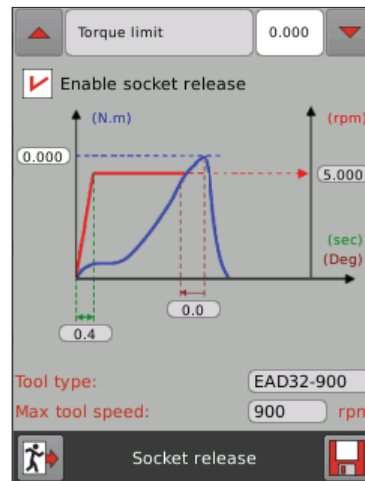 Torque limit 0.000
Enable socket release
(N.m) (rpm)
0.000
5.000
(sec)
(Deg)
0.0
0.4
Tool type: EAD32-900
Max tool speed: 900 rpm
Socket release